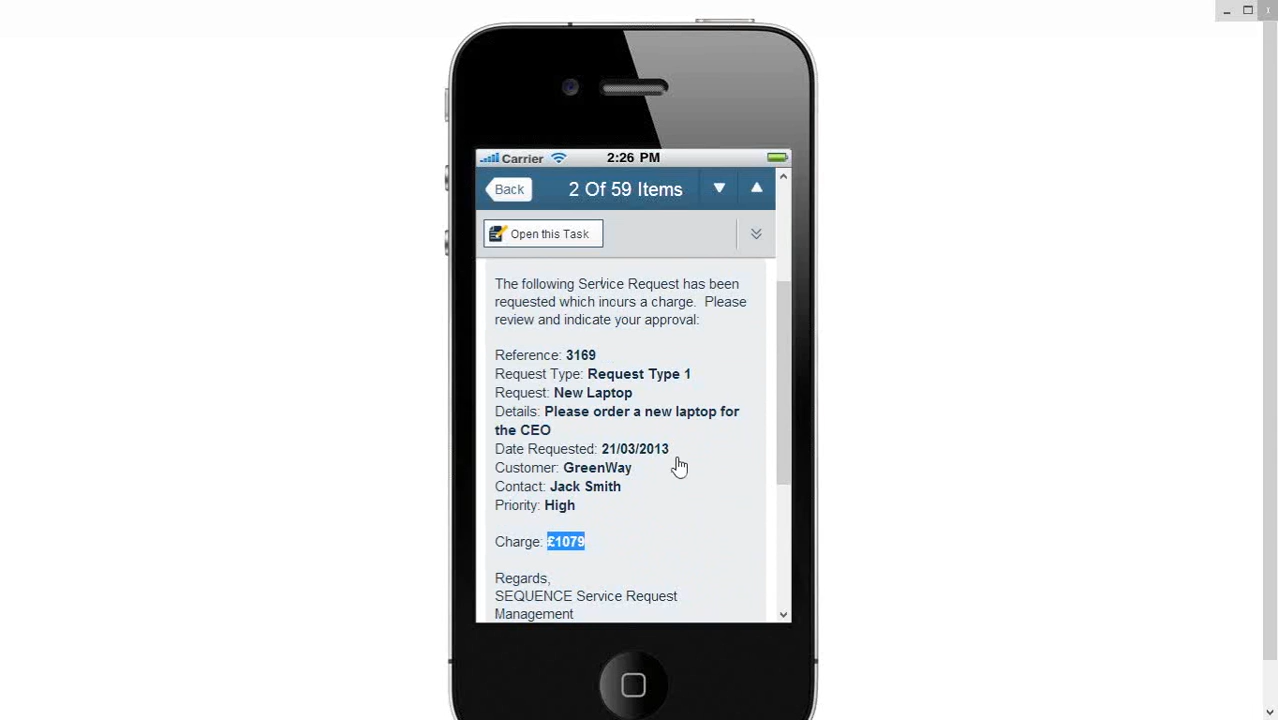 Carrier 2:26 PM
Back 2 Of 59 Items
Open this Task
The following Service Request has been
requested which incurs a charge. Please
review and indicate your approval:
Reference: 3169
Request Type: Request Type 1
Request: New Laptop
Details: Please order a new laptop for
the CEO
Date Requested: 21/03/2013
Customer: GreenWay
Contact: Jack Smith
Priority: High
Charge: £1079
Regards,
SEQUENCE Service Request
Management